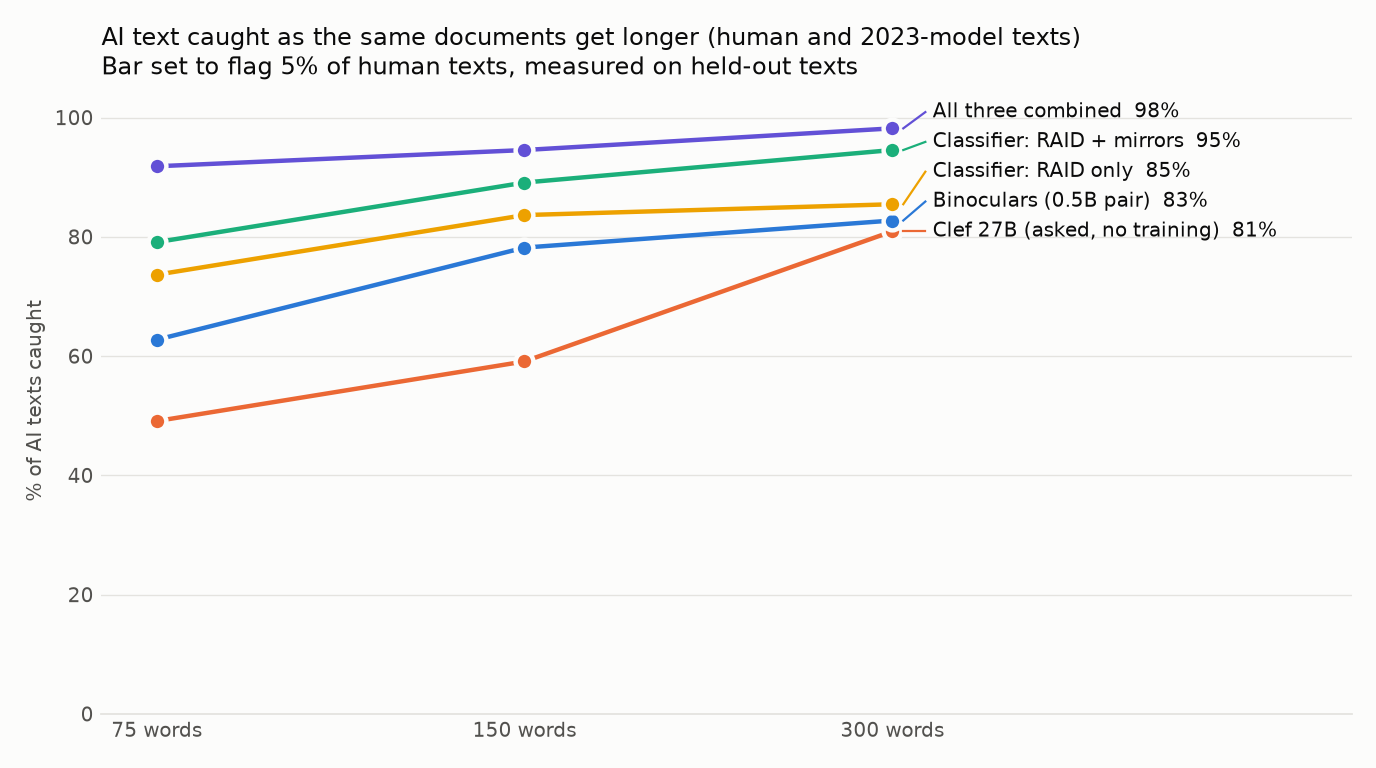 AI text caught as the same documents get longer (human and 2023-model texts)
Bar set to flag 5% of human texts, measured on held-out texts
% of AI texts caught
100
80
60
40
20
0
75 words
150 words
300 words
All three combined 98%
Classifier: RAID + mirrors 95%
Classifier: RAID only 85%
Binoculars (0.5B pair) 83%
Clef 27B (asked, no training) 81%